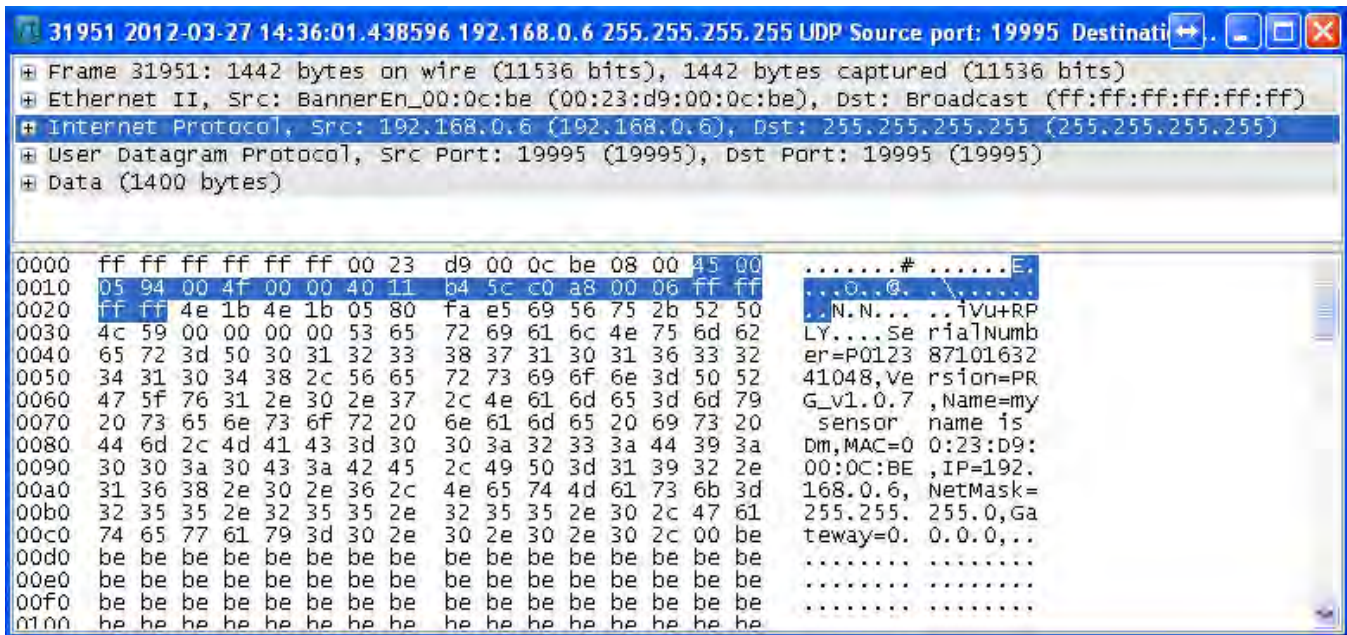 31951 2012-03-27 14:36:01.438596 192.168.0.6 255.255.255.255 UDP Source port: 19995 Destinati...
Frame 31951: 1442 bytes on wire (11536 bits), 1442 bytes captured (11536 bits)
Ethernet II, Src: BannerEn_00:0c:be (00:23:d9:00:0c:be), Dst: Broadcast (ff:ff:ff:ff:ff:ff)
Internet Protocol, Src: 192.168.0.6 (192.168.0.6), Dst: 255.255.255.255 (255.255.255.255)
User Datagram Protocol, Src Port: 19995 (19995), Dst Port: 19995 (19995)
Data (1400 bytes)
0000 ff ff ff ff ff ff 00 23 d9 00 0c be 08 00 45 00 .......# ......E.
0010 05 94 00 4f 00 00 40 11 b4 5c c0 a8 00 06 ff ff ...O..@. .\......
0020 ff ff 4e 1b 4e 1b 05 80 fa e5 69 56 75 2b 52 50 ..N.N... ..iVu+RP
0030 4c 59 00 00 00 00 53 65 72 69 61 6c 4e 75 6d 62 LY....Se rialNumb
0040 65 72 3d 50 30 31 32 33 38 37 31 30 31 36 33 32 er=P0123 87101632
0050 34 31 30 34 38 2c 56 65 72 73 69 6f 6e 3d 50 52 41048,Ve rsion=PR
0060 47 5f 76 31 2e 30 2e 37 2c 4e 61 6d 65 3d 6d 79 G_v1.0.7 ,Name=my
0070 20 73 65 6e 73 6f 72 20 6e 61 6d 65 20 69 73 20 sensor name is
0080 44 6d 2c 4d 41 43 3d 30 30 3a 32 33 3a 44 39 3a Dm,MAC=0 0:23:D9:
0090 30 30 3a 30 43 3a 42 45 2c 49 50 3d 31 39 32 2e 00:0C:BE ,IP=192.
00a0 31 36 38 2e 30 2e 36 2c 4e 65 74 4d 61 73 6b 3d 168.0.6, NetMask=
00b0 32 35 35 2e 32 35 35 2e 32 35 35 2e 30 2c 47 61 255.255. 255.0,Ga
00c0 74 65 77 61 79 3d 30 2e 30 2e 30 2e 30 2c 00 be teway=0. 0.0.0,..
00d0 be be be be be be be be be be be be be be be be ........ ........
00e0 be be be be be be be be be be be be be be be be ........ ........
00f0 be be be be be be be be be be be be be be be be ........ ........
0100 be be be be be be be be be be be be be be be be